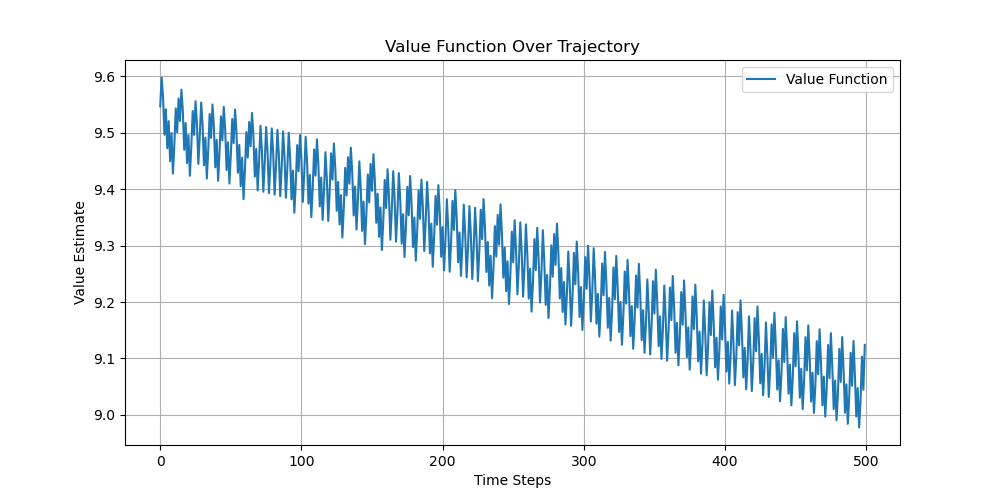 Value Function Over Trajectory
Value Function
Value Estimate
9.6
9.5
9.4
9.3
9.2
9.1
9.0
0 100 200 300 400 500
Time Steps